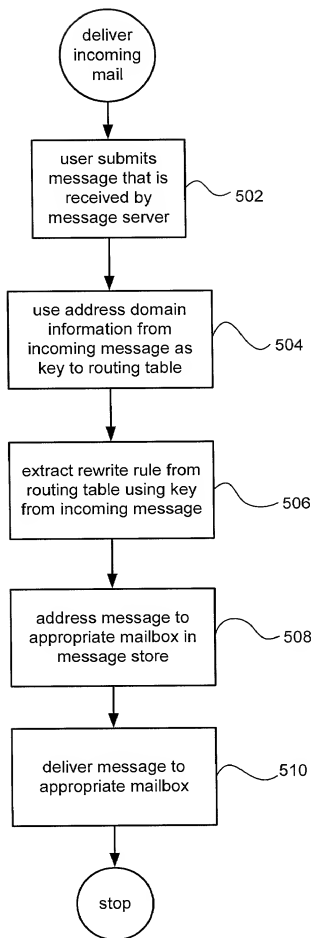 deliver
incoming
mail
user submits
message that is
received by
message server
502
use address domain
information from
incoming message as
key to routing table
504
extract rewrite rule from
routing table using key
from incoming message
506
address message to
appropriate mailbox in
message store
508
deliver message to
appropriate mailbox
510
stop